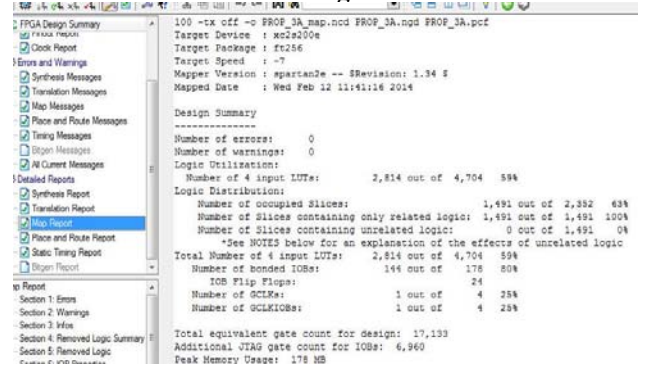 FPGA Design Summary
Pinout Report
Clock Report
Errors and Warnings
Synthesis Messages
Translation Messages
Map Messages
Place and Route Messages
Timing Messages
Bitgen Messages
All Current Messages
Detailed Reports
Synthesis Report
Translation Report
Map Report
Place and Route Report
Static Timing Report
Bitgen Report
Report
Section 1: Errors
Section 2: Warnings
Section 3: Infos
Section 4: Removed Logic Summary
Section 5: Removed Logic
Section 6: IOB Properties
100 -tx off -o PROP_3A_map.ncd PROP_3A.ngd PROP_3A.pcf
Target Device : xc2s200e
Target Package : ft256
Target Speed : -7
Mapper Version : spartan2e -- $Revision: 1.34 $
Mapped Date : Wed Feb 12 11:41:16 2014
Design Summary
--------------
Number of errors: 0
Number of warnings: 0
Logic Utilization:
Number of 4 input LUTs: 2,814 out of 4,704 59%
Logic Distribution:
Number of occupied Slices: 1,491 out of 2,352 63%
Number of Slices containing only related logic: 1,491 out of 1,491 100%
Number of Slices containing unrelated logic: 0 out of 1,491 0%
*See NOTES below for an explanation of the effects of unrelated logic
Total Number of 4 input LUTs: 2,814 out of 4,704 59%
Number of bonded IOBs: 144 out of 178 80%
IOB Flip Flops: 24
Number of GCLKs: 1 out of 4 25%
Number of GCLKIOBs: 1 out of 4 25%
Total equivalent gate count for design: 17,133
Additional JTAG gate count for IOBs: 6,960
Peak Memory Usage: 178 MB